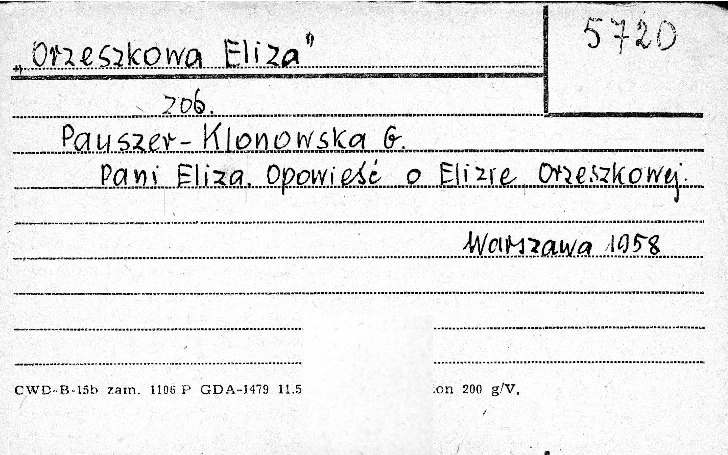 „Orzeszkowa Eliza"
5720
zob.
Pauszer-Klonowska G.
Pani Eliza. Opowieść o Elizie Orzeszkowej.
Warszawa 1958
CWD-B-15b zam. 1106 P GDA-1479 11.5 on 200 g/V.